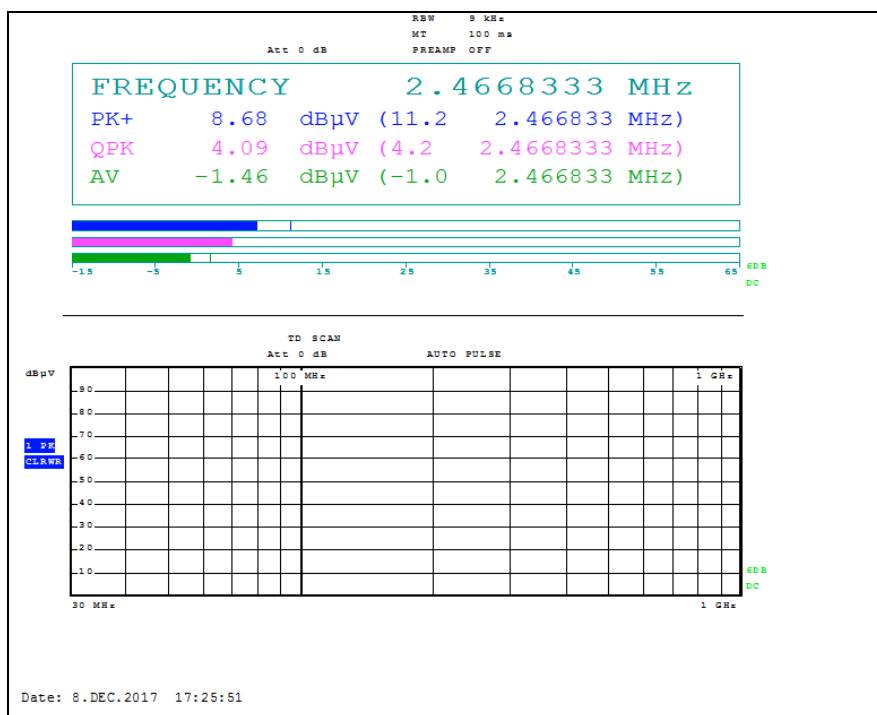 RBW 9 kHz
MT 100 ms
Att 0 dB PREAMP OFF
FREQUENCY 2.4668333 MHz
PK+ 8.68 dBµV (11.2 2.466833 MHz)
QPK 4.09 dBµV (4.2 2.4668333 MHz)
AV -1.46 dBµV (-1.0 2.466833 MHz)
-15 -5 5 15 25 35 45 55 65
6DB
DC
TD SCAN
Att 0 dB AUTO PULSE
dBµV
100 MHz 1 GHz
90
80
70
1 PK
60
CLRWR
50
40
30
20
10
6DB
DC
30 MHz 1 GHz
Date: 8.DEC.2017 17:25:51